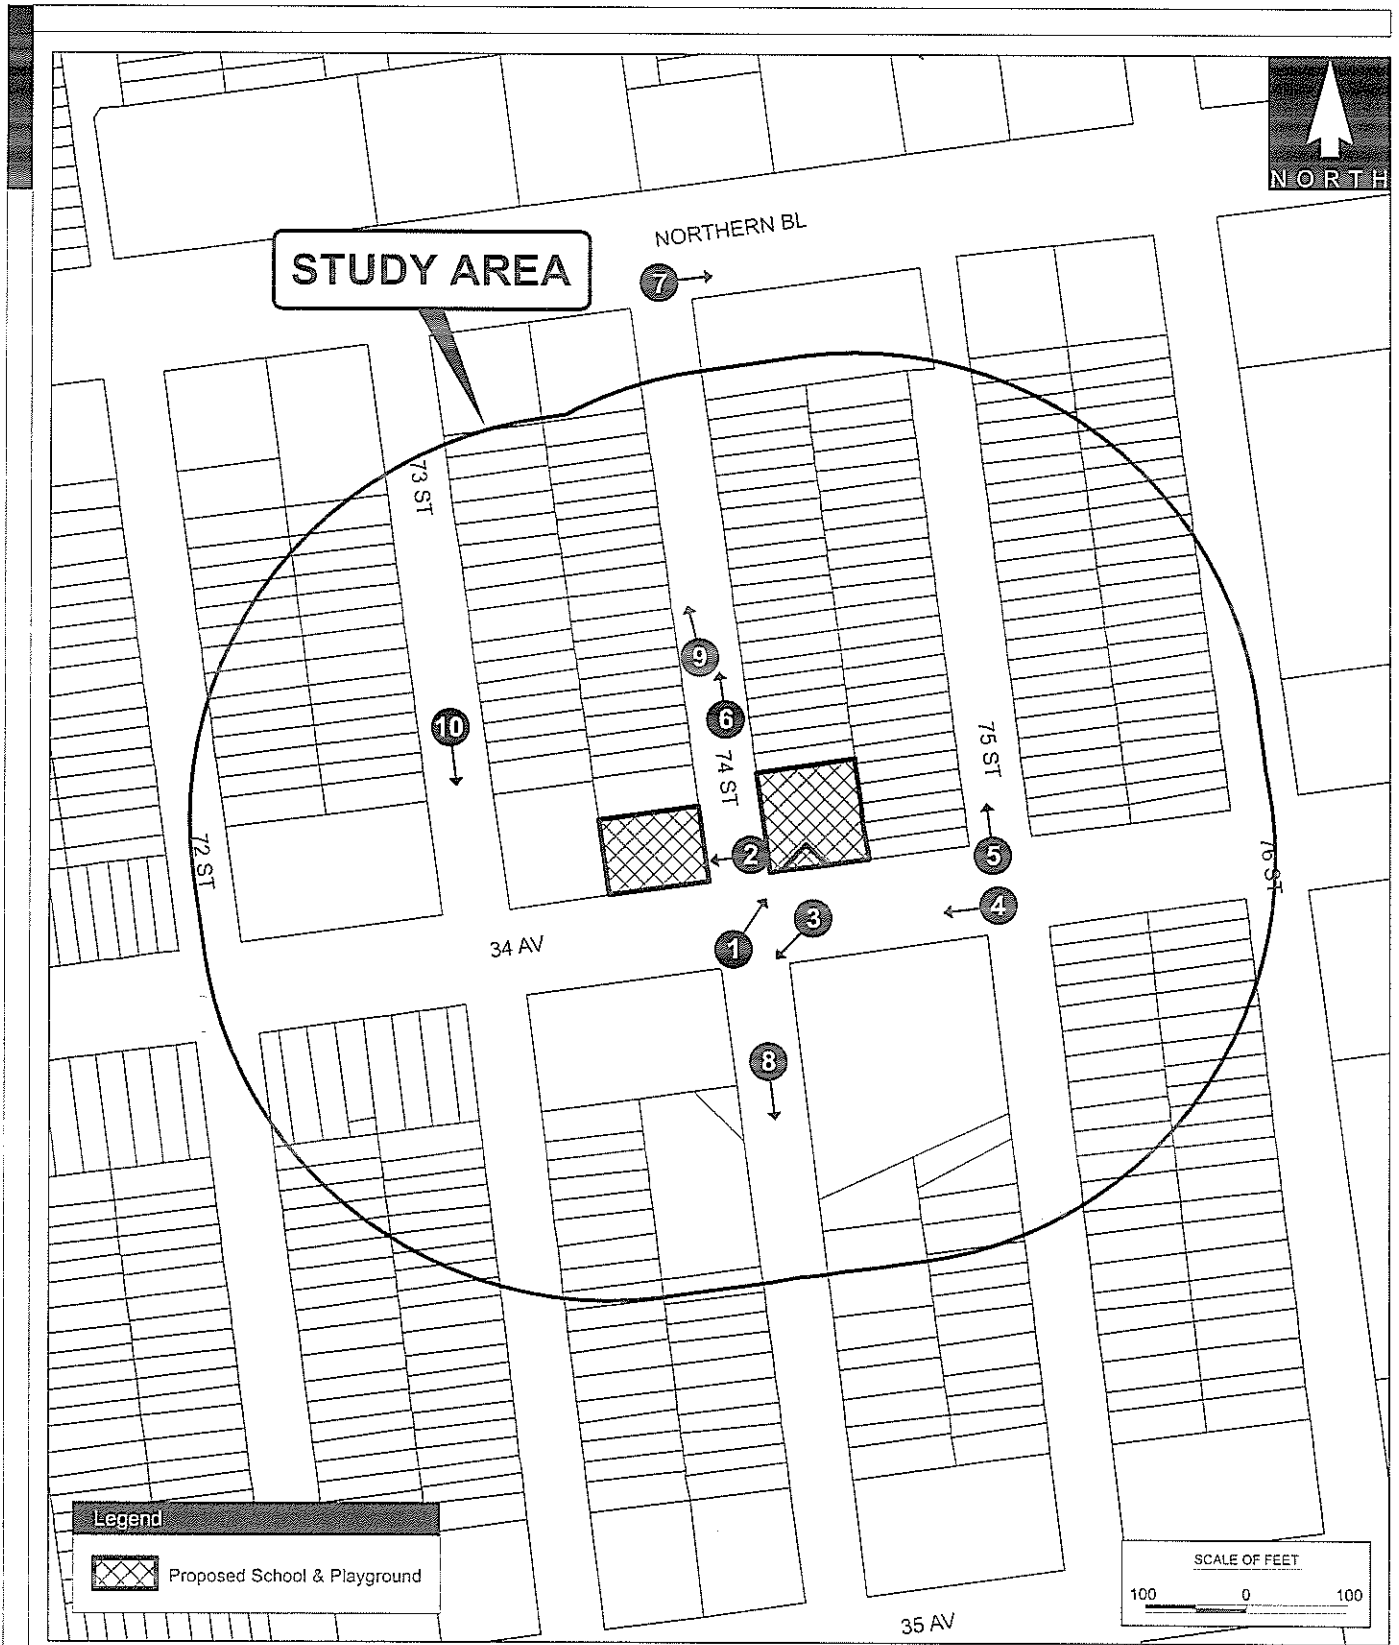 NORTH
NORTHERN BL
STUDY AREA
7
73 ST
9
6
10
74 ST
75 ST
72 ST
2
5
76 ST
4
3
1
34 AV
8
Legend
Proposed School & Playground
SCALE OF FEET
100 0 100
35 AV